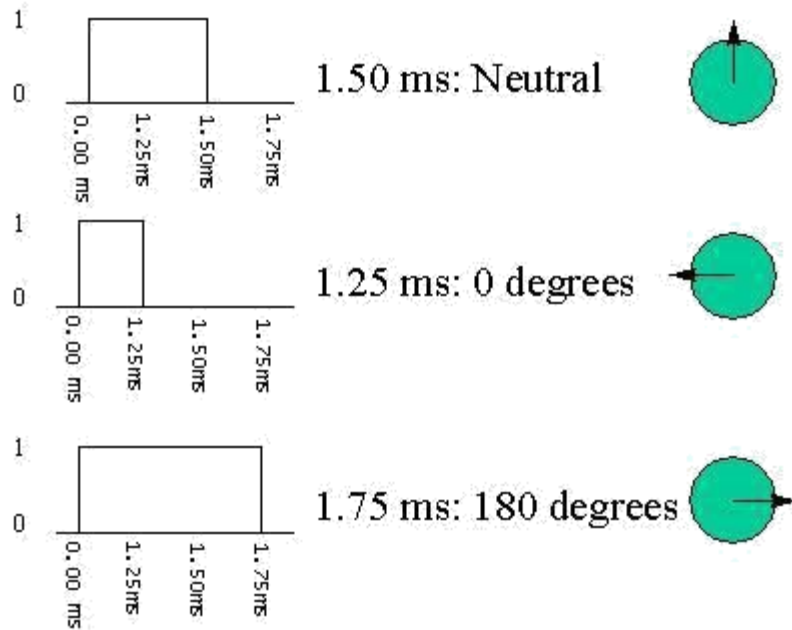 1
0
0.00 ms
1.25ms
1.50ms
1.75ms
1.50 ms: Neutral
1
0
0.00 ms
1.25ms
1.50ms
1.75ms
1.25 ms: 0 degrees
1
0
0.00 ms
1.25ms
1.50ms
1.75ms
1.75 ms: 180 degrees